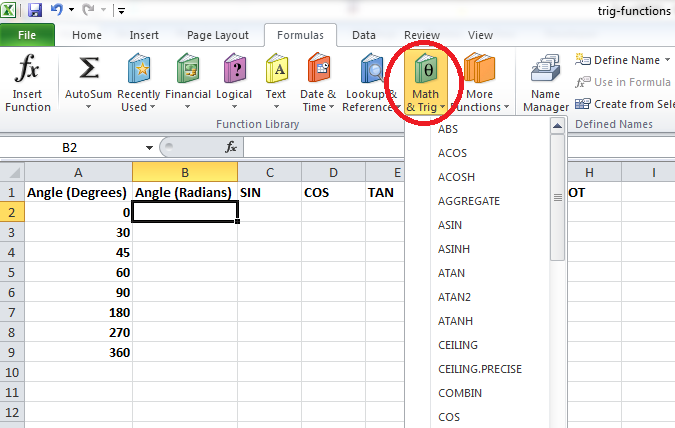 trig-functions
File Home Insert Page Layout Formulas Data Review View
fx Σ ? A θ
Insert Function AutoSum Recently Used Financial Logical Text Date & Time Lookup & Reference Math & Trig More Functions Name Manager
Define Name
Use in Formula
Create from Sele
Function Library Defined Names
B2 fx
A B C D E H I
1 Angle (Degrees) Angle (Radians) SIN COS TAN OT
2 0
3 30
4 45
5 60
6 90
7 180
8 270
9 360
10
11
12
ABS
ACOS
ACOSH
AGGREGATE
ASIN
ASINH
ATAN
ATAN2
ATANH
CEILING
CEILING.PRECISE
COMBIN
COS